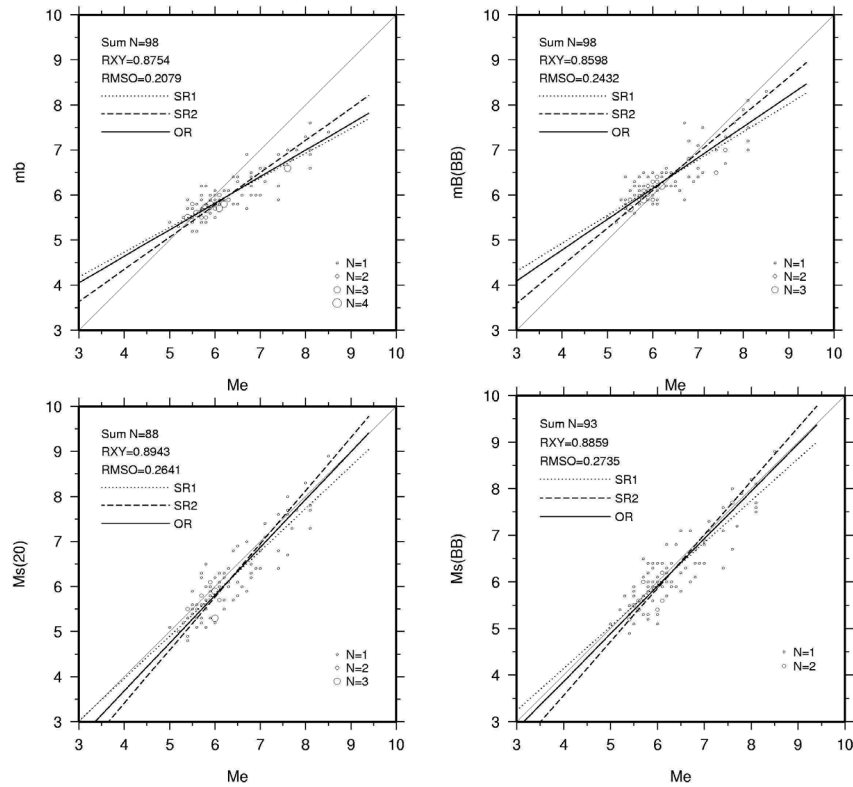 10
9
8
7
6
5
4
3
mb
Sum N=98
RXY=0.8754
RMSO=0.2079
SR1
SR2
OR
N=1
N=2
N=3
N=4
3 4 5 6 7 8 9 10
Me
10
9
8
7
6
5
4
3
mB(BB)
Sum N=98
RXY=0.8598
RMSO=0.2432
SR1
SR2
OR
N=1
N=2
N=3
3 4 5 6 7 8 9 10
Me
10
9
8
7
6
5
4
3
Ms(20)
Sum N=88
RXY=0.8943
RMSO=0.2641
SR1
SR2
OR
N=1
N=2
N=3
3 4 5 6 7 8 9 10
Me
10
9
8
7
6
5
4
3
Ms(BB)
Sum N=93
RXY=0.8859
RMSO=0.2735
SR1
SR2
OR
N=1
N=2
3 4 5 6 7 8 9 10
Me